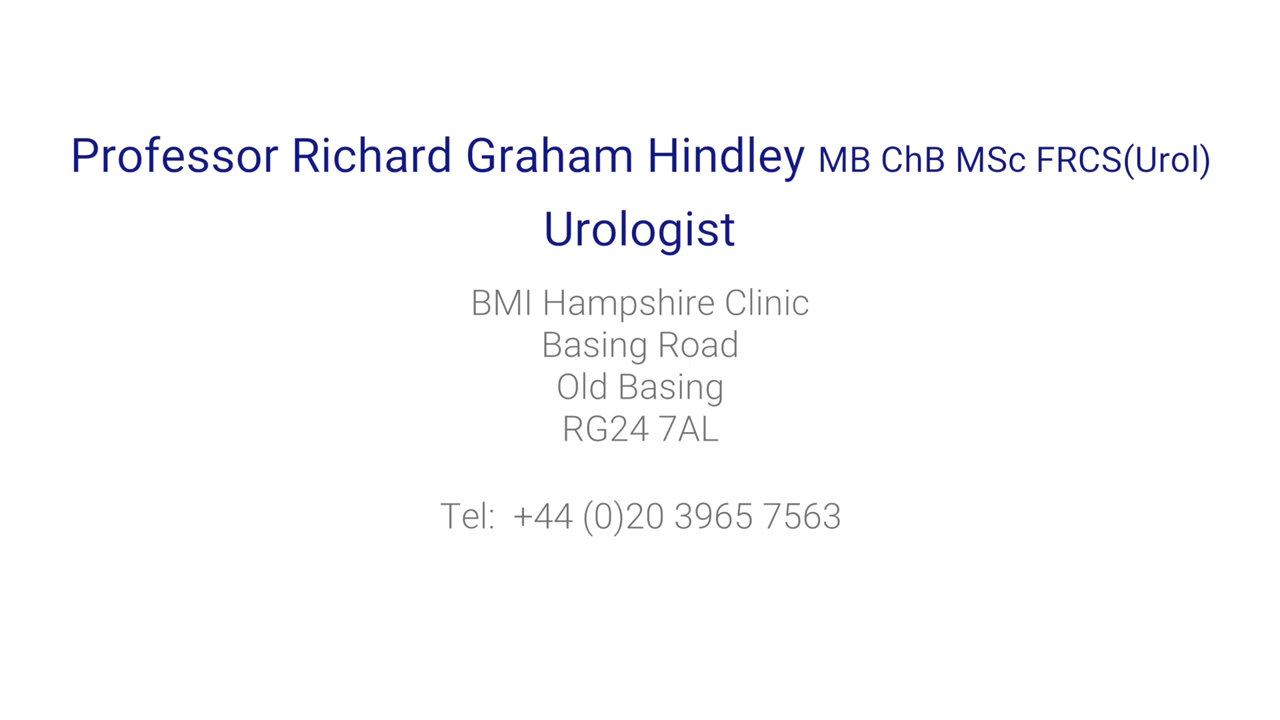 Professor Richard Graham Hindley MB ChB MSc FRCS(Urol)
Urologist
BMI Hampshire Clinic
Basing Road
Old Basing
RG24 7AL
Tel: +44 (0)20 3965 7563